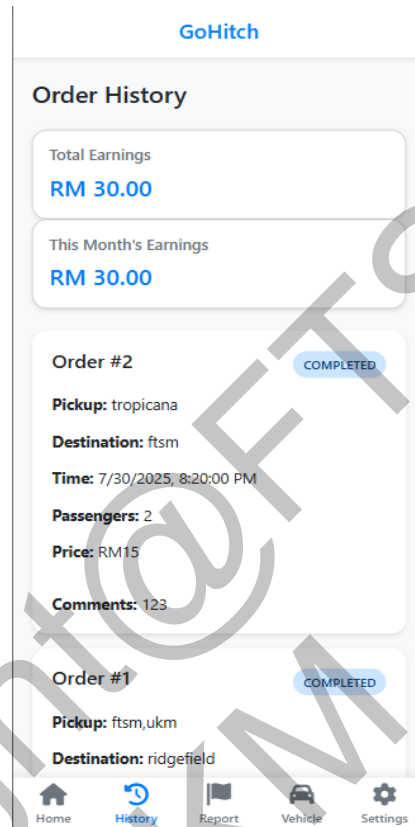 GoHitch
Order History
Total Earnings
RM 30.00
This Month's Earnings
RM 30.00
Order #2
COMPLETED
Pickup: tropicana
Destination: ftsm
Time: 7/30/2025, 8:20:00 PM
Passengers: 2
Price: RM15
Comments: 123
Order #1
COMPLETED
Pickup: ftsm,ukm
Destination: ridgefield
Home
History
Report
Vehicle
Settings